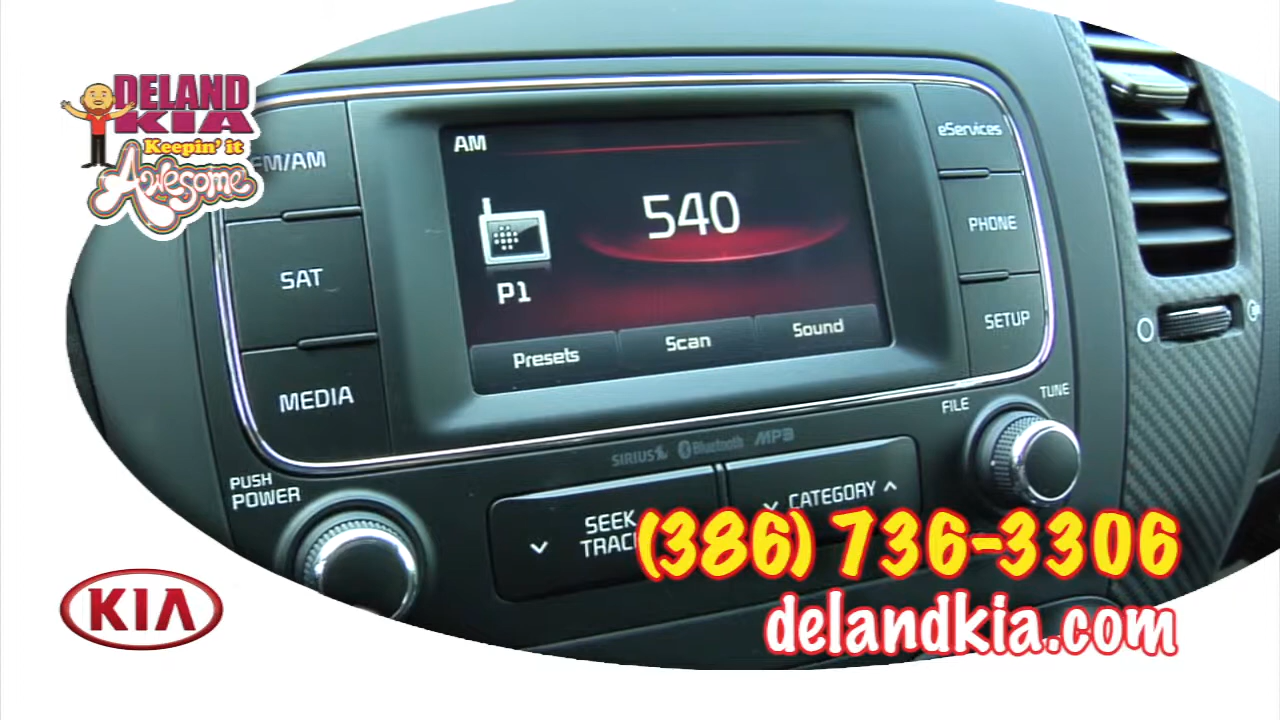 DELAND
KIA
Keepin' it
Awesome
FM/AM
SAT
MEDIA
AM
540
P1
Presets
Scan
Sound
eServices
PHONE
SETUP
FILE
TUNE
SIRIUS Bluetooth MP3
PUSH
POWER
SEEK
TRACK
CATEGORY
(386) 736-3306
delandkia.com
KIA